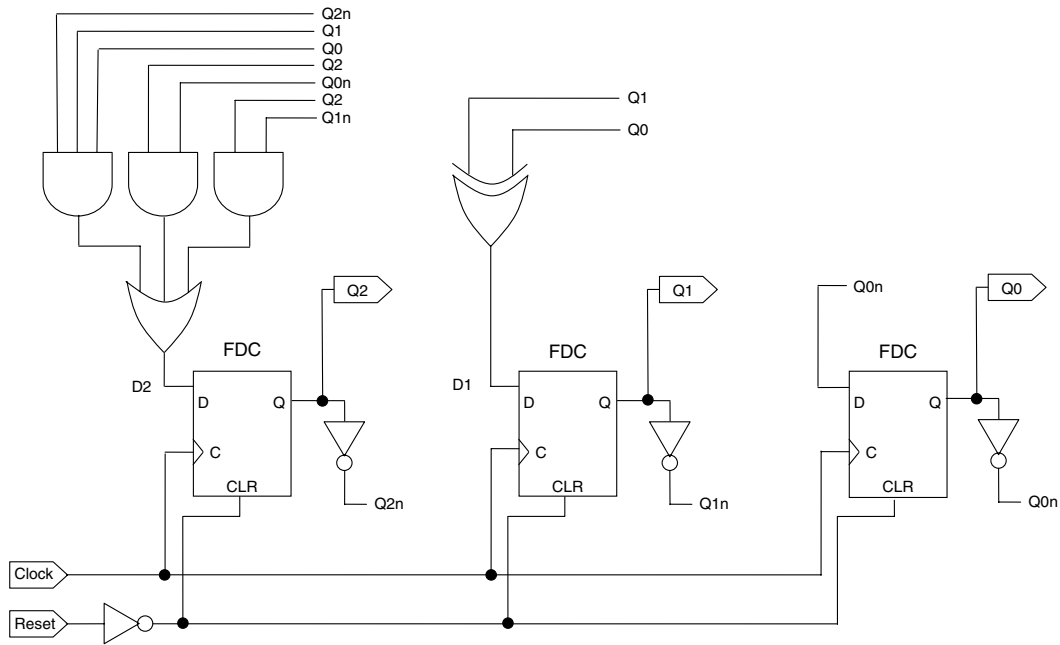 Q2n
Q1
Q0
Q2
Q0n
Q2
Q1n
Q1
Q0
Q2
Q1
Q0n
Q0
FDC
FDC
FDC
D2
D1
D
Q
D
Q
D
Q
C
C
C
CLR
CLR
CLR
Q2n
Q1n
Q0n
Clock
Reset